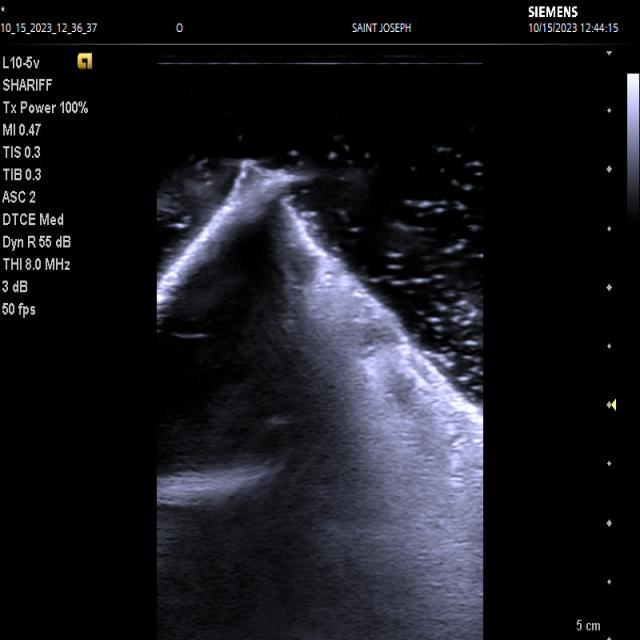 *
SIEMENS
10_15_2023_12_36_37 O SAINT JOSEPH 10/15/2023 12:44:15
L10-5v
SHARIFF
Tx Power 100%
MI 0.47
TIS 0.3
TIB 0.3
ASC 2
DTCE Med
Dyn R 55 dB
THI 8.0 MHz
3 dB
50 fps
5 cm